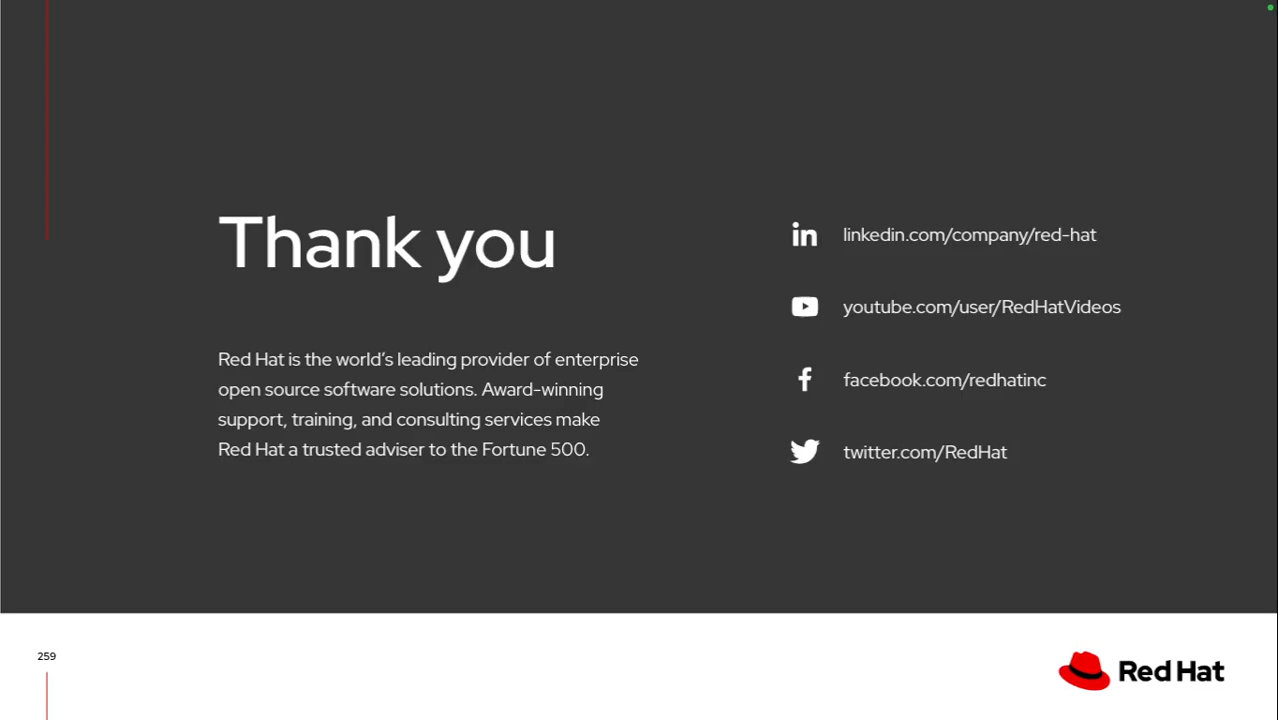 Thank you
Red Hat is the world’s leading provider of enterprise
open source software solutions. Award-winning
support, training, and consulting services make
Red Hat a trusted adviser to the Fortune 500.
linkedin.com/company/red-hat
youtube.com/user/RedHatVideos
facebook.com/redhatinc
twitter.com/RedHat
259
Red Hat